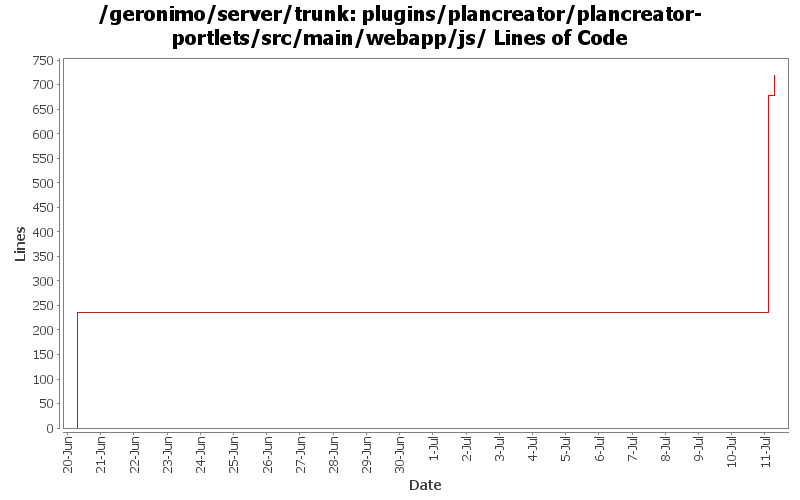 /geronimo/server/trunk: plugins/plancreator/plancreator-
portlets/src/main/webapp/js/ Lines of Code
750
700
650
600
550
500
450
400
350
300
250
200
150
100
50
0
Lines
20-Jun
21-Jun
22-Jun
23-Jun
24-Jun
25-Jun
26-Jun
27-Jun
28-Jun
29-Jun
30-Jun
1-Jul
2-Jul
3-Jul
4-Jul
5-Jul
6-Jul
7-Jul
8-Jul
9-Jul
10-Jul
11-Jul
Date